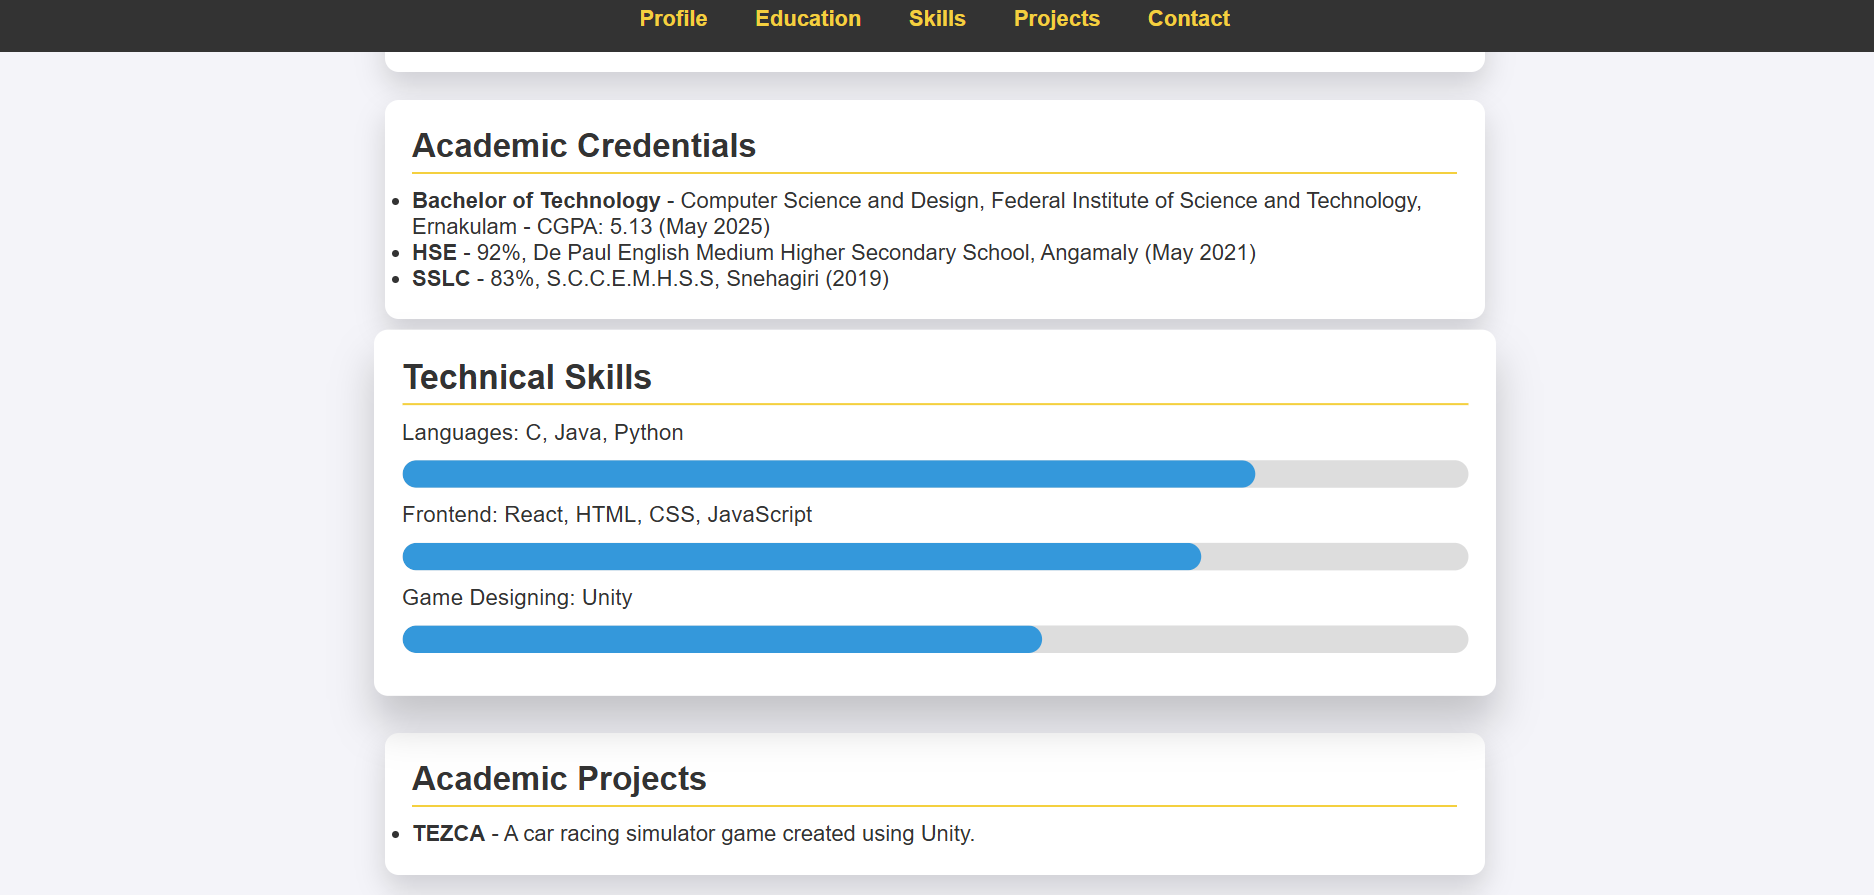 Profile Education Skills Projects Contact
Academic Credentials
Bachelor of Technology - Computer Science and Design, Federal Institute of Science and Technology,
Ernakulam - CGPA: 5.13 (May 2025)
HSE - 92%, De Paul English Medium Higher Secondary School, Angamaly (May 2021)
SSLC - 83%, S.C.C.E.M.H.S.S, Snehagiri (2019)
Technical Skills
Languages: C, Java, Python
Frontend: React, HTML, CSS, JavaScript
Game Designing: Unity
Academic Projects
TEZCA - A car racing simulator game created using Unity.